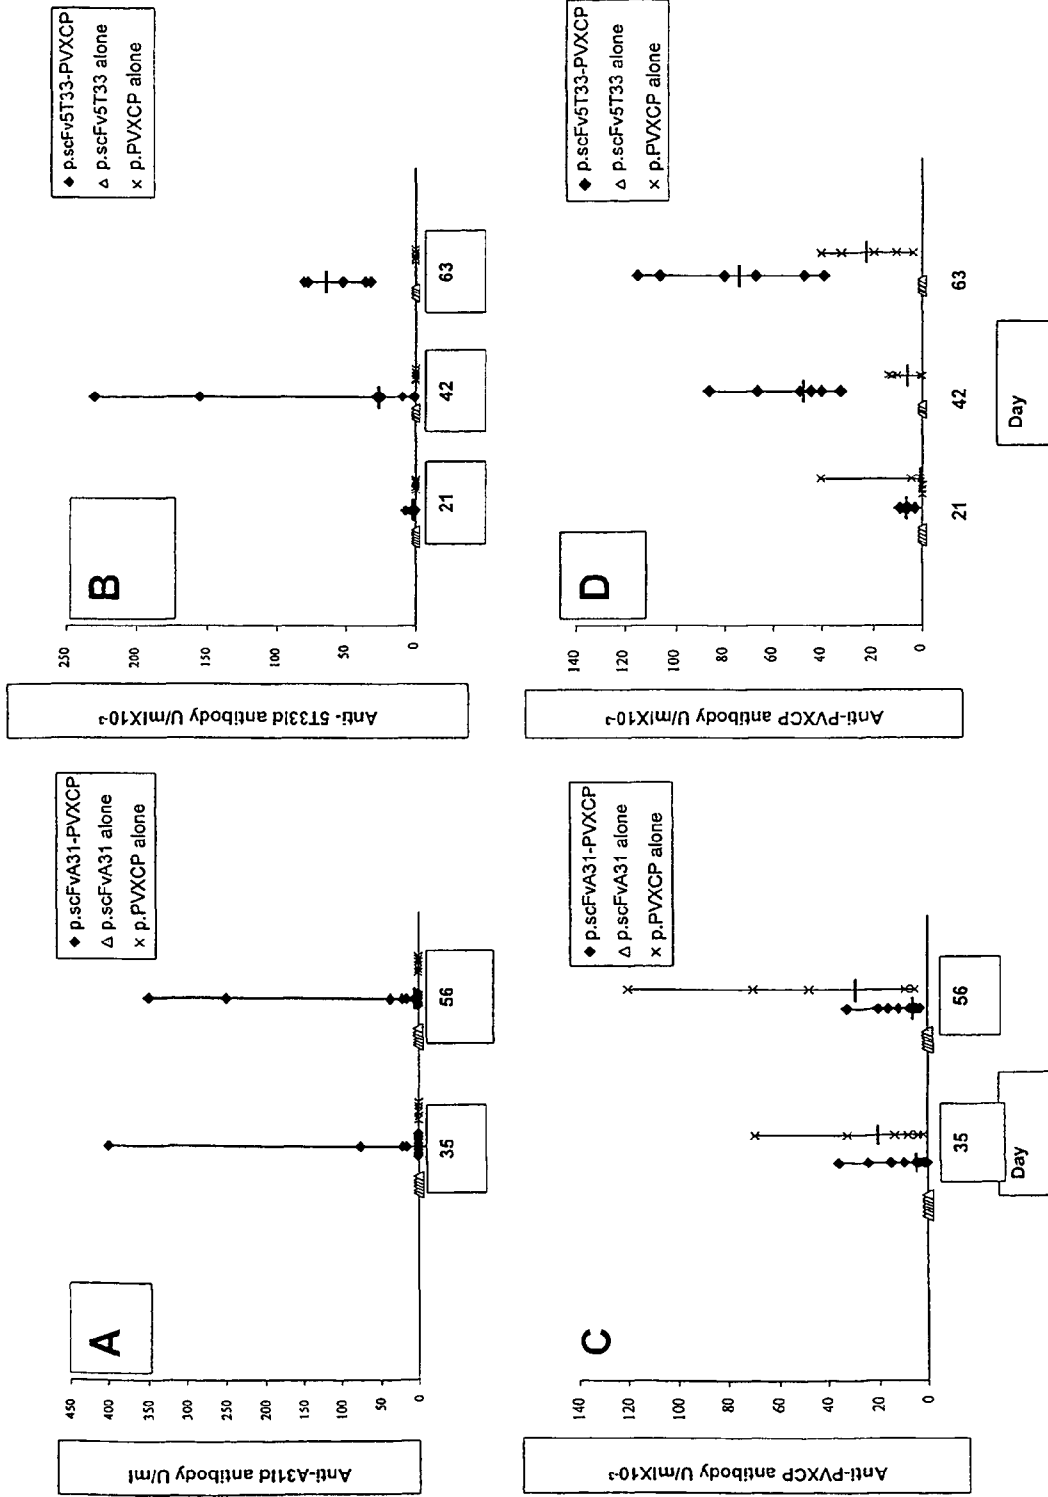 A
Anti-A31Id antibody U/ml
450
400
350
300
250
200
150
100
50
0
35
56
◆ p.scFvA31-PVXCP
△ p.scFvA31 alone
× p.PVXCP alone
B
Anti- 5T33Id antibody U/mlX10-3
250
200
150
100
50
0
21
42
63
◆ p.scFv5T33-PVXCP
△ p.scFv5T33 alone
× p.PVXCP alone
C
Anti-PVXCP antibody U/mlX10-3
140
120
100
80
60
40
20
0
35
56
Day
◆ p.scFvA31-PVXCP
△ p.scFvA31 alone
× p.PVXCP alone
D
Anti-PVXCP antibody U/mlX10-3
140
120
100
80
60
40
20
0
21
42
63
Day
◆ p.scFv5T33-PVXCP
△ p.scFv5T33 alone
× p.PVXCP alone